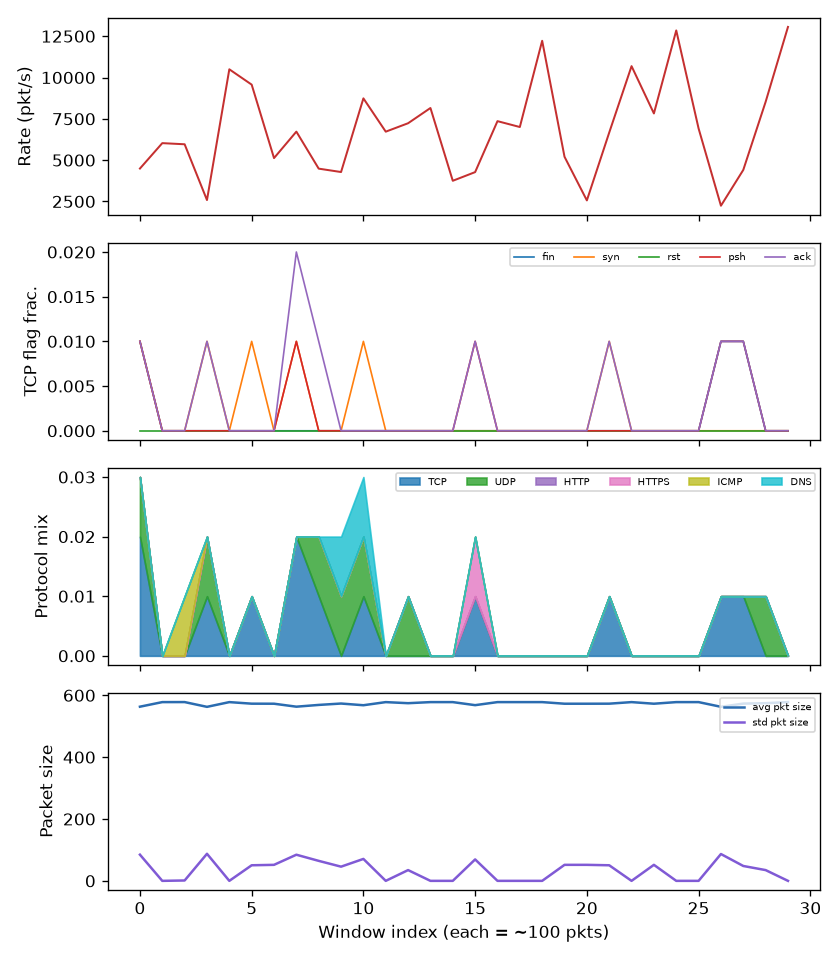 Rate (pkt/s)
12500
10000
7500
5000
2500
TCP flag frac.
0.020
0.015
0.010
0.005
0.000
fin syn rst psh ack
Protocol mix
0.03
0.02
0.01
0.00
TCP UDP HTTP HTTPS ICMP DNS
Packet size
600
400
200
0
avg pkt size
std pkt size
0 5 10 15 20 25 30
Window index (each = ~100 pkts)